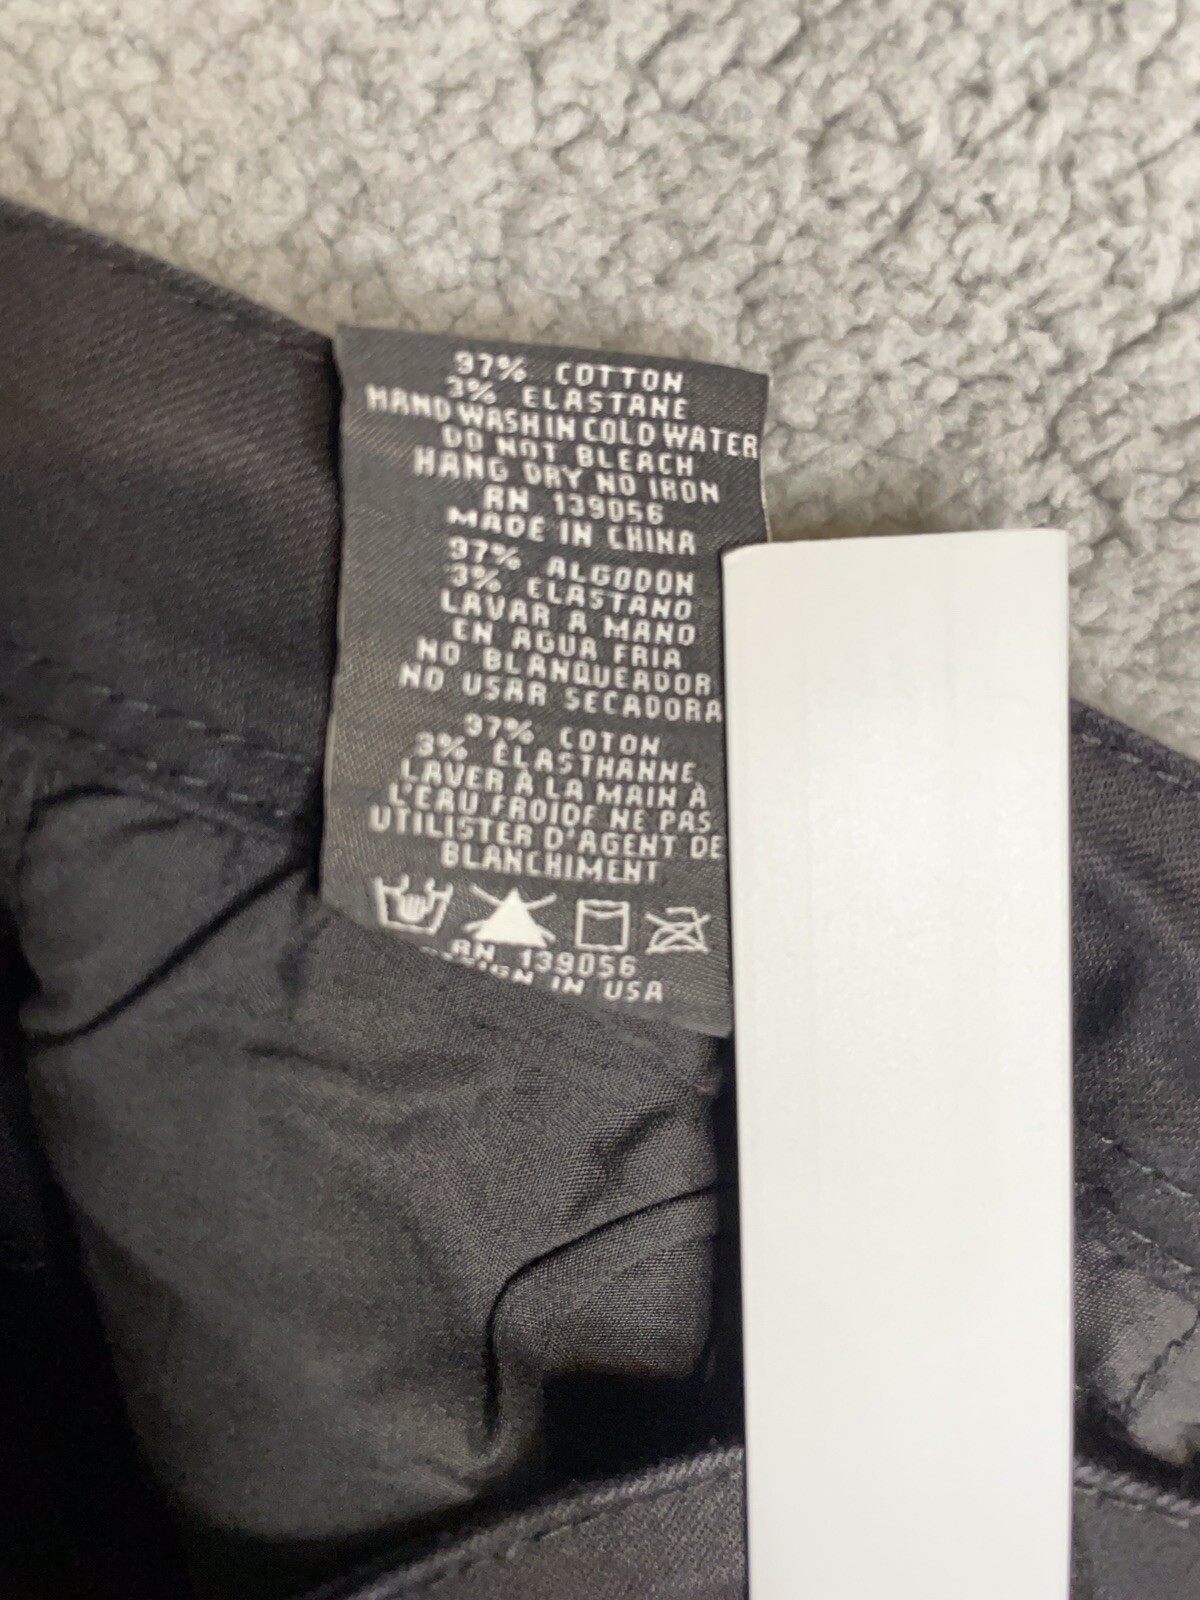 97% COTTON
3% ELASTANE
HAND WASH IN COLD WATER
DO NOT BLEACH
HANG DRY NO IRON
RN 139056
MADE IN CHINA
97% ALGODON
3% ELASTANO
LAVAR A MANO
EN AGUA FRIA
NO BLANQUEADOR
NO USAR SECADORA
97% COTON
3% ÉLASTHANNE
LAVER À LA MAIN À
L'EAU FROIDE NE PAS
UTILISTER D'AGENT DE
BLANCHIMENT
RN 139056
IN USA